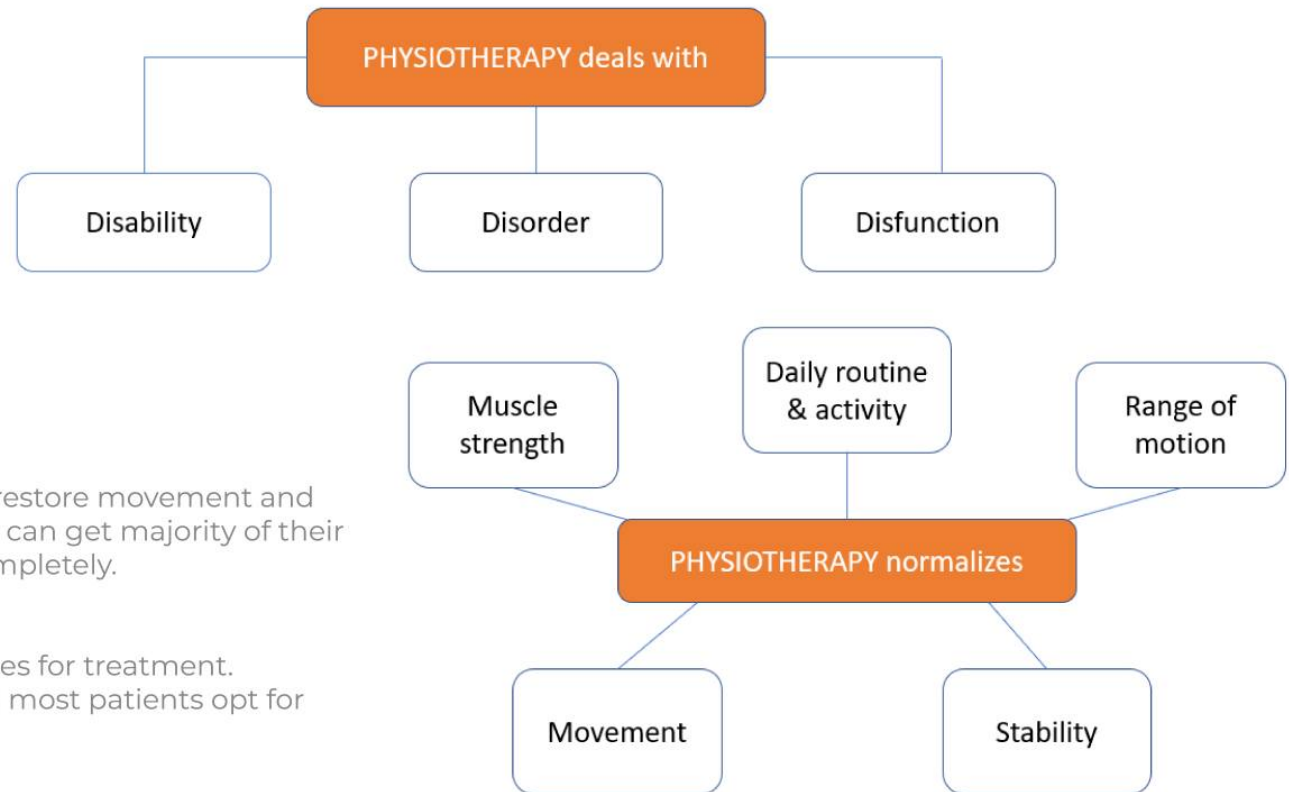 PHYSIOTHERAPY deals with
Disability
Disorder
Disfunction
Muscle
strength
Daily routine
& activity
Range of
motion
restore movement and
can get majority of their
mpletely.
PHYSIOTHERAPY normalizes
es for treatment.
most patients opt for
Movement
Stability